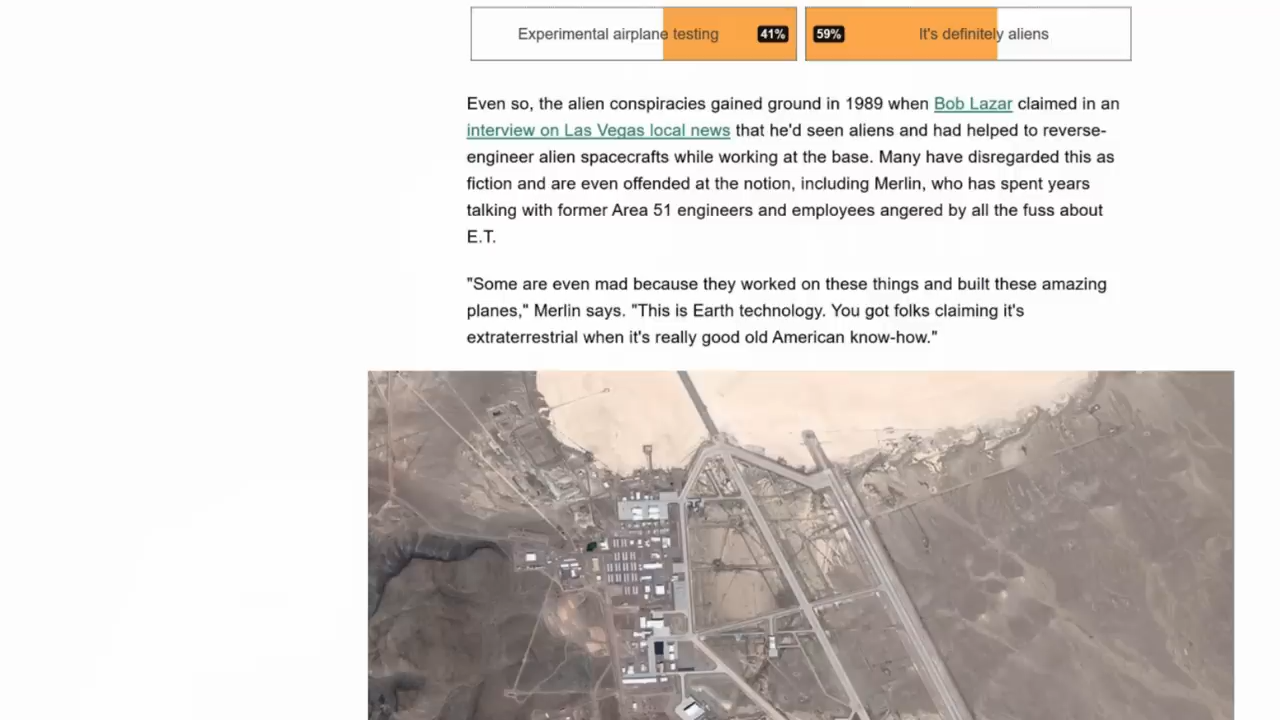 Experimental airplane testing 41% 59% It's definitely aliens
Even so, the alien conspiracies gained ground in 1989 when Bob Lazar claimed in an
interview on Las Vegas local news that he'd seen aliens and had helped to reverse-
engineer alien spacecrafts while working at the base. Many have disregarded this as
fiction and are even offended at the notion, including Merlin, who has spent years
talking with former Area 51 engineers and employees angered by all the fuss about
E.T.
"Some are even mad because they worked on these things and built these amazing
planes," Merlin says. "This is Earth technology. You got folks claiming it's
extraterrestrial when it's really good old American know-how."